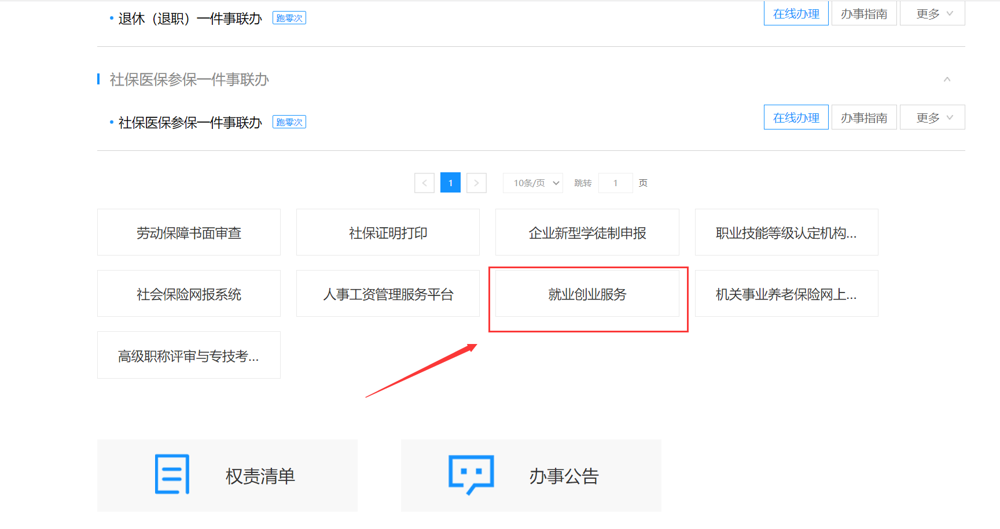 退休（退职）一件事联办 跑零次 在线办理 办事指南 更多
社保医保参保一件事联办
社保医保参保一件事联办 跑零次 在线办理 办事指南 更多
< 1 > 10条/页 跳转 1 页
劳动保障书面审查 社保证明打印 企业新型学徒制申报 职业技能等级认定机构...
社会保险网报系统 人事工资管理服务平台 就业创业服务 机关事业养老保险网上...
高级职称评审与专技考...
权责清单 办事公告